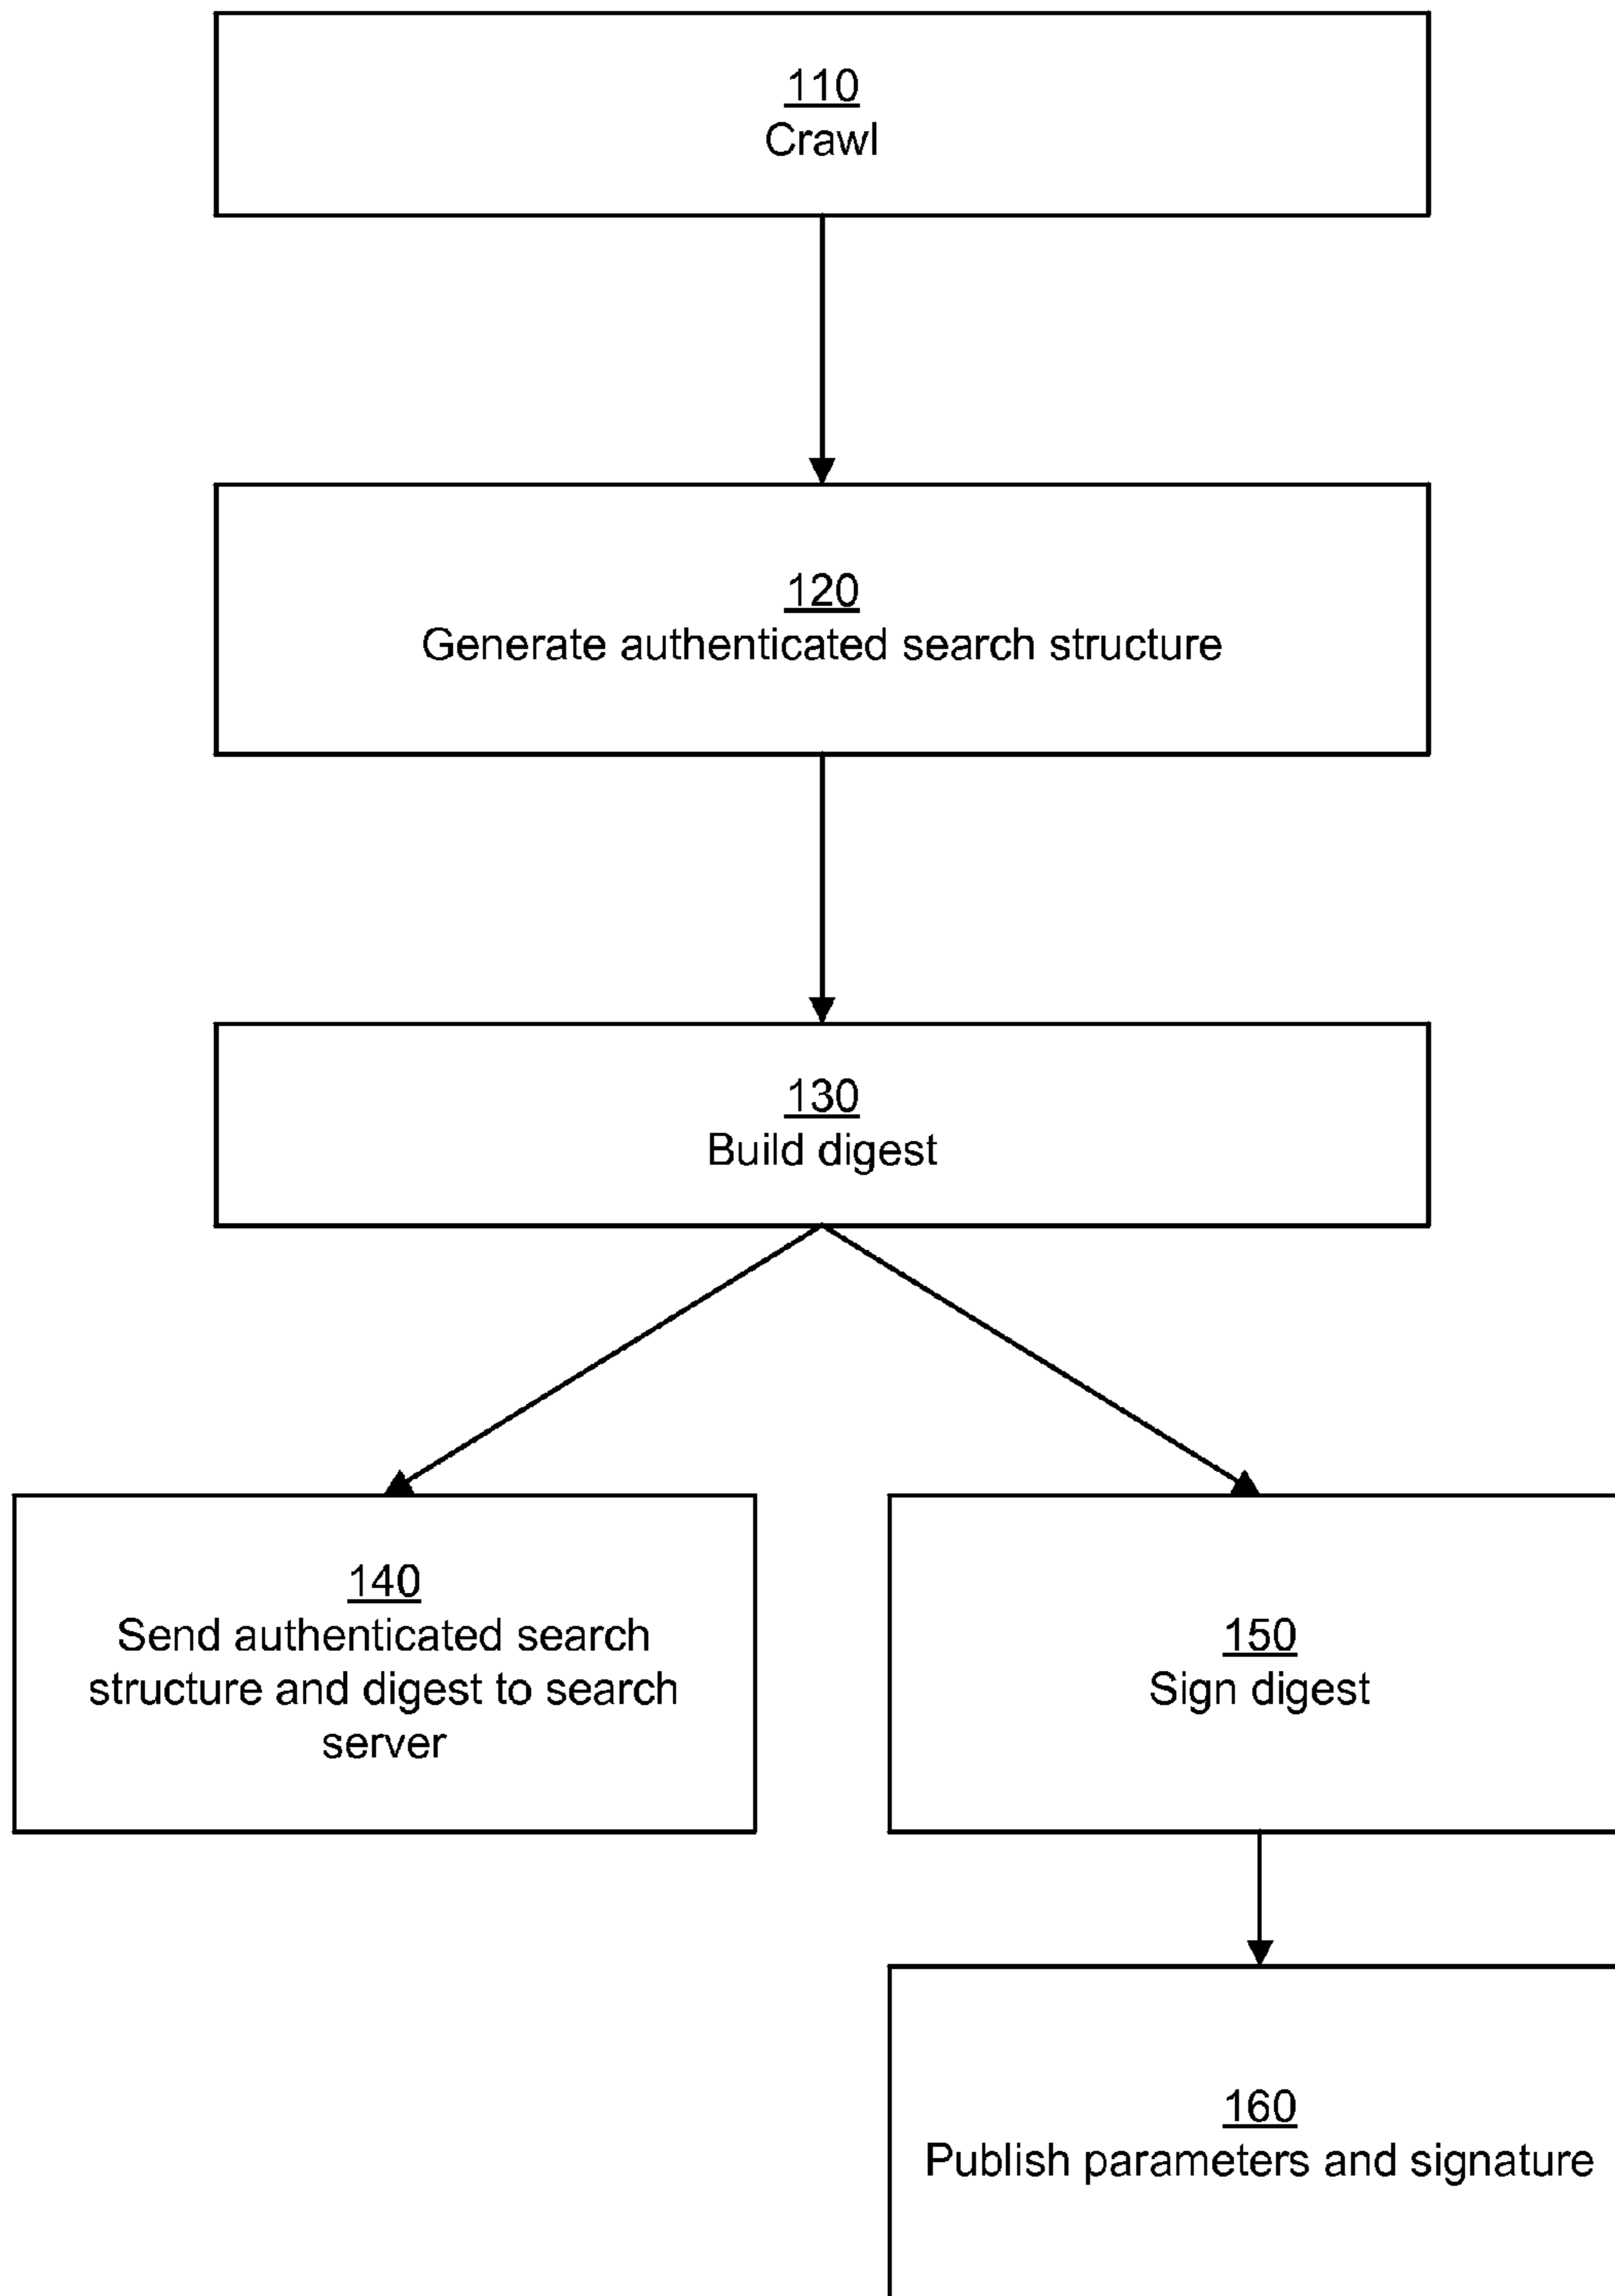 110
Crawl
120
Generate authenticated search structure
130
Build digest
140
Send authenticated search
structure and digest to search
server
150
Sign digest
160
Publish parameters and signature